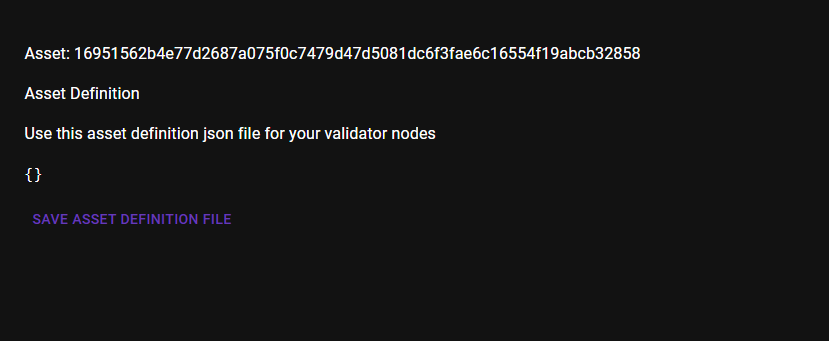 Asset: 16951562b4e77d2687a075f0c7479d47d5081dc6f3fae6c16554f19abcb32858
Asset Definition
Use this asset definition json file for your validator nodes
{}
SAVE ASSET DEFINITION FILE